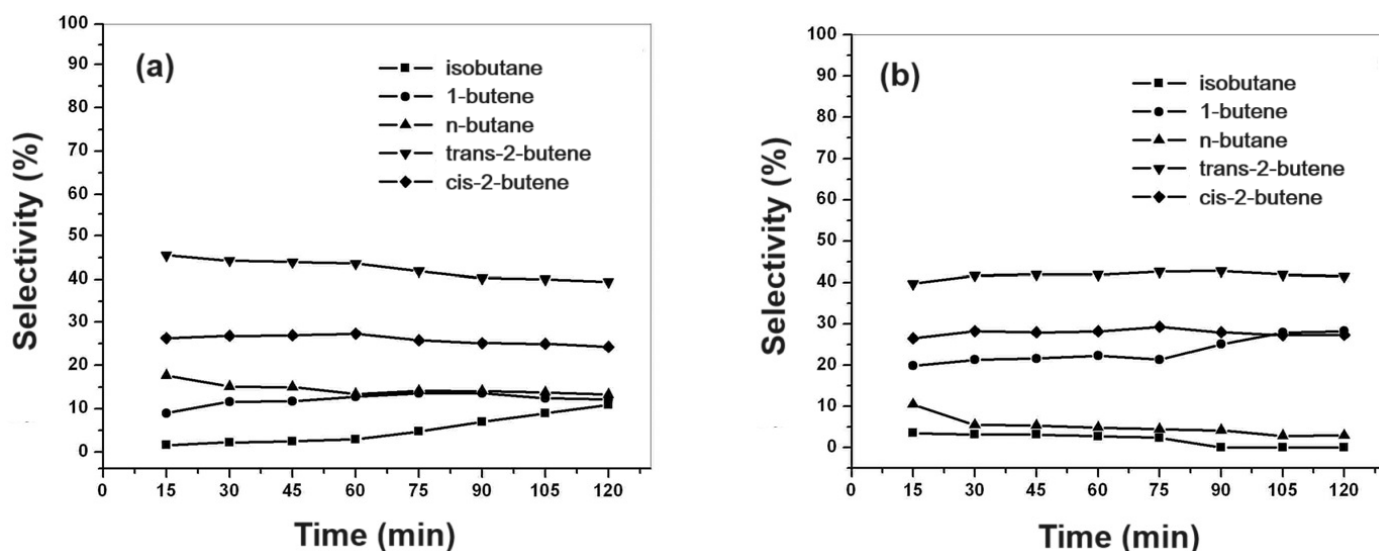 (a)
isobutane
1-butene
n-butane
trans-2-butene
cis-2-butene
Selectivity (%)
100
90
80
70
60
50
40
30
20
10
0
0 15 30 45 60 75 90 105 120
Time (min)
(b)
isobutane
1-butene
n-butane
trans-2-butene
cis-2-butene
Selectivity (%)
100
90
80
70
60
50
40
30
20
10
0
0 15 30 45 60 75 90 105 120
Time (min)